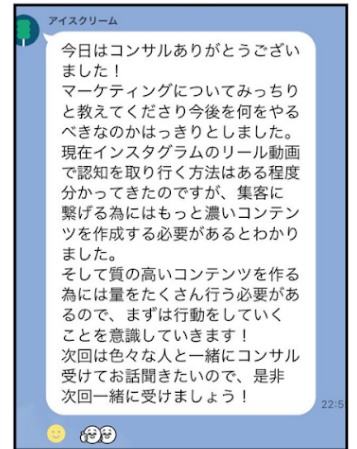 アイスクリーム
今日はコンサルありがとうござい
ました！
マーケティングについてみっちり
と教えてくださり今後を何をやる
べきなのかはっきりとしました。
現在インスタグラムのリール動画
で認知を取り行く方法はある程度
分かってきたのですが、集客に
繋げる為にはもっと濃いコンテン
ツを作成する必要があるとわかり
ました。
そして質の高いコンテンツを作る
為には量をたくさん行う必要があ
るので、まずは行動をしていく
ことを意識していきます！
次回は色々な人と一緒にコンサル
受けてお話聞きたいので、是非
次回一緒に受けましょう！